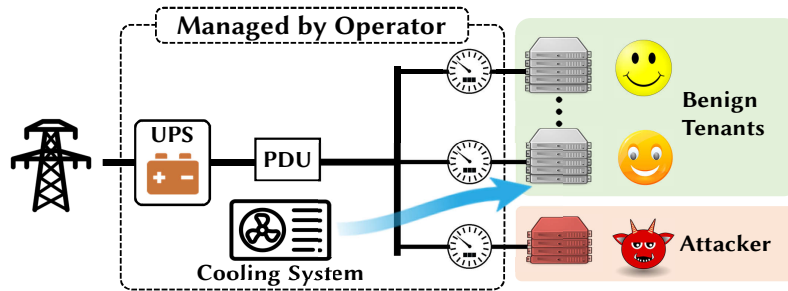 Managed by Operator
UPS
PDU
Cooling System
Benign
Tenants
Attacker